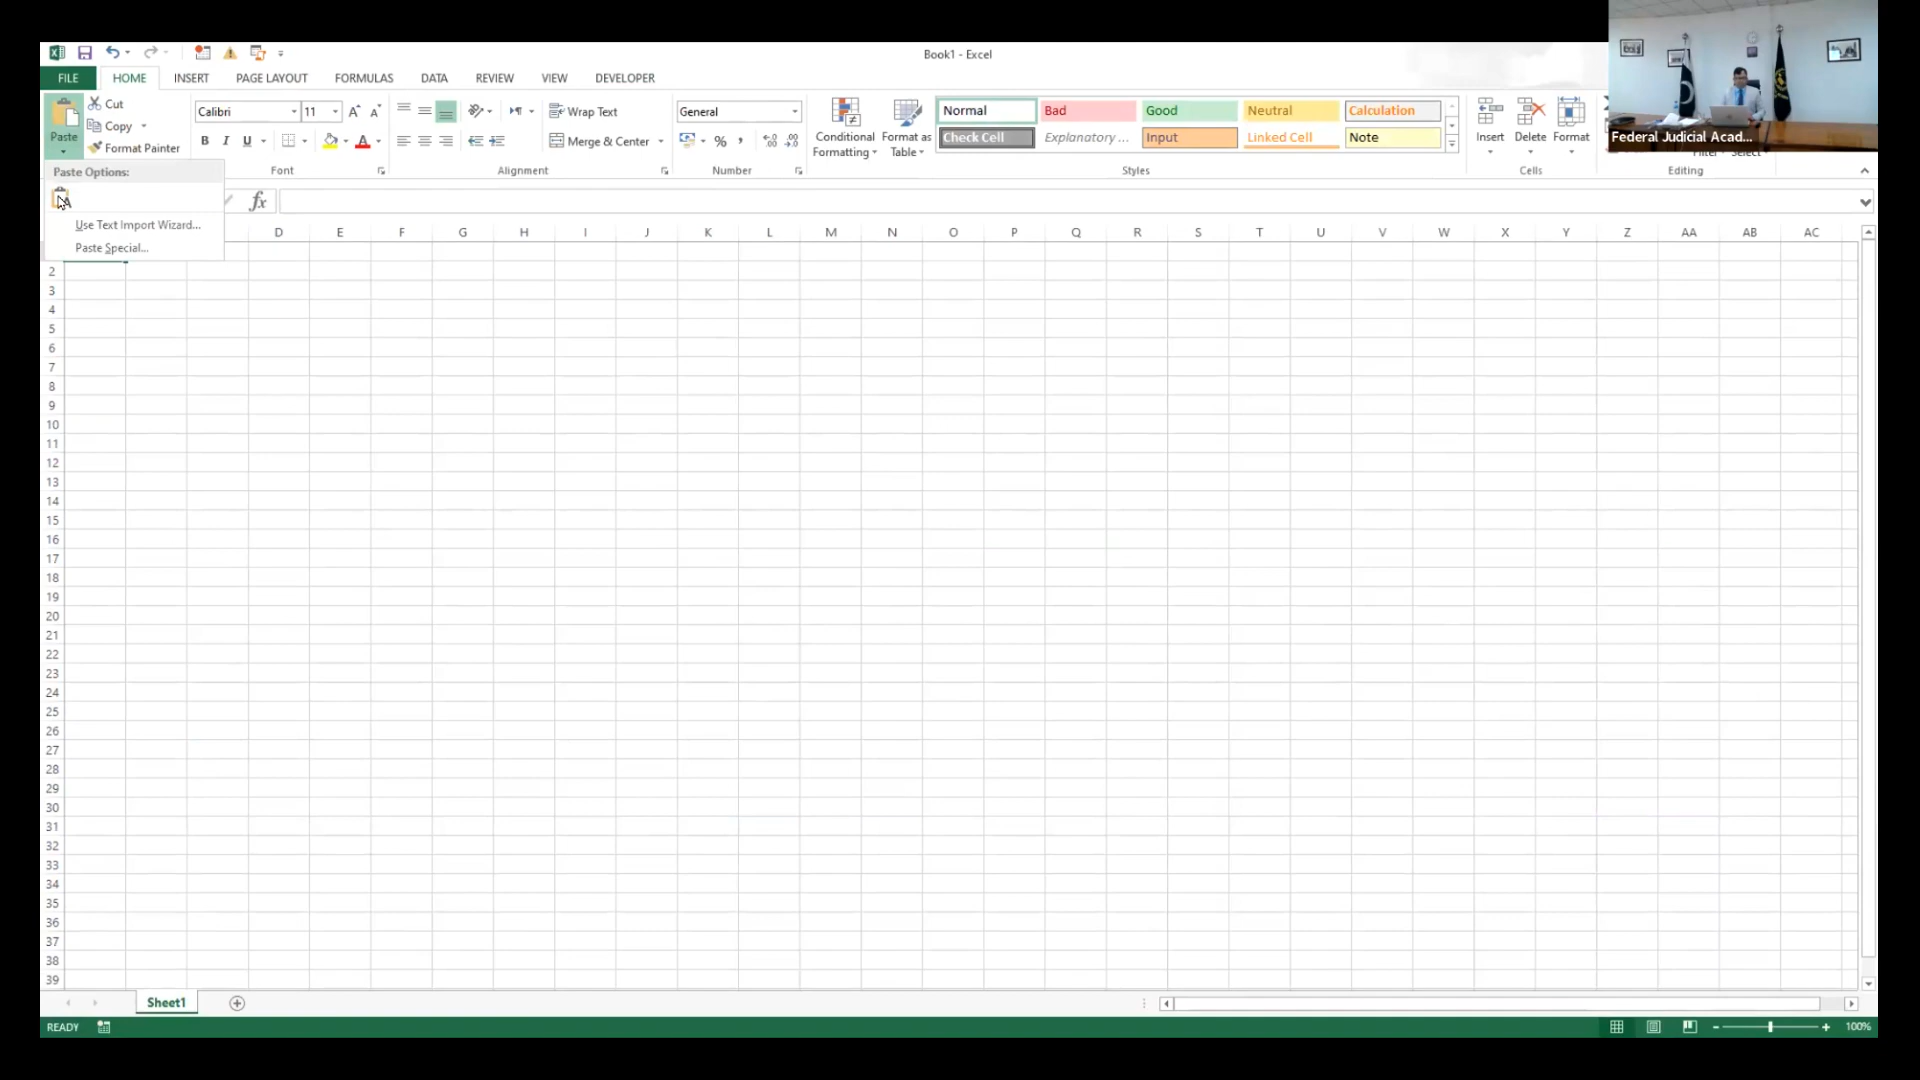 Book1 - Excel
FILE HOME INSERT PAGE LAYOUT FORMULAS DATA REVIEW VIEW DEVELOPER
Paste
Cut
Copy
Format Painter
Calibri 11
B I U
Wrap Text
Merge & Center
General
%
Conditional Formatting
Format as Table
Normal Bad Good Neutral Calculation
Check Cell Explanatory ... Input Linked Cell Note
Insert Delete Format
Federal Judicial Acad...
Font Alignment Number Styles Cells Editing
Paste Options:
Use Text Import Wizard...
Paste Special...
fx
D E F G H I J K L M N O P Q R S T U V W X Y Z AA AB AC
2
3
4
5
6
7
8
9
10
11
12
13
14
15
16
17
18
19
20
21
22
23
24
25
26
27
28
29
30
31
32
33
34
35
36
37
38
39
Sheet1
READY
100%